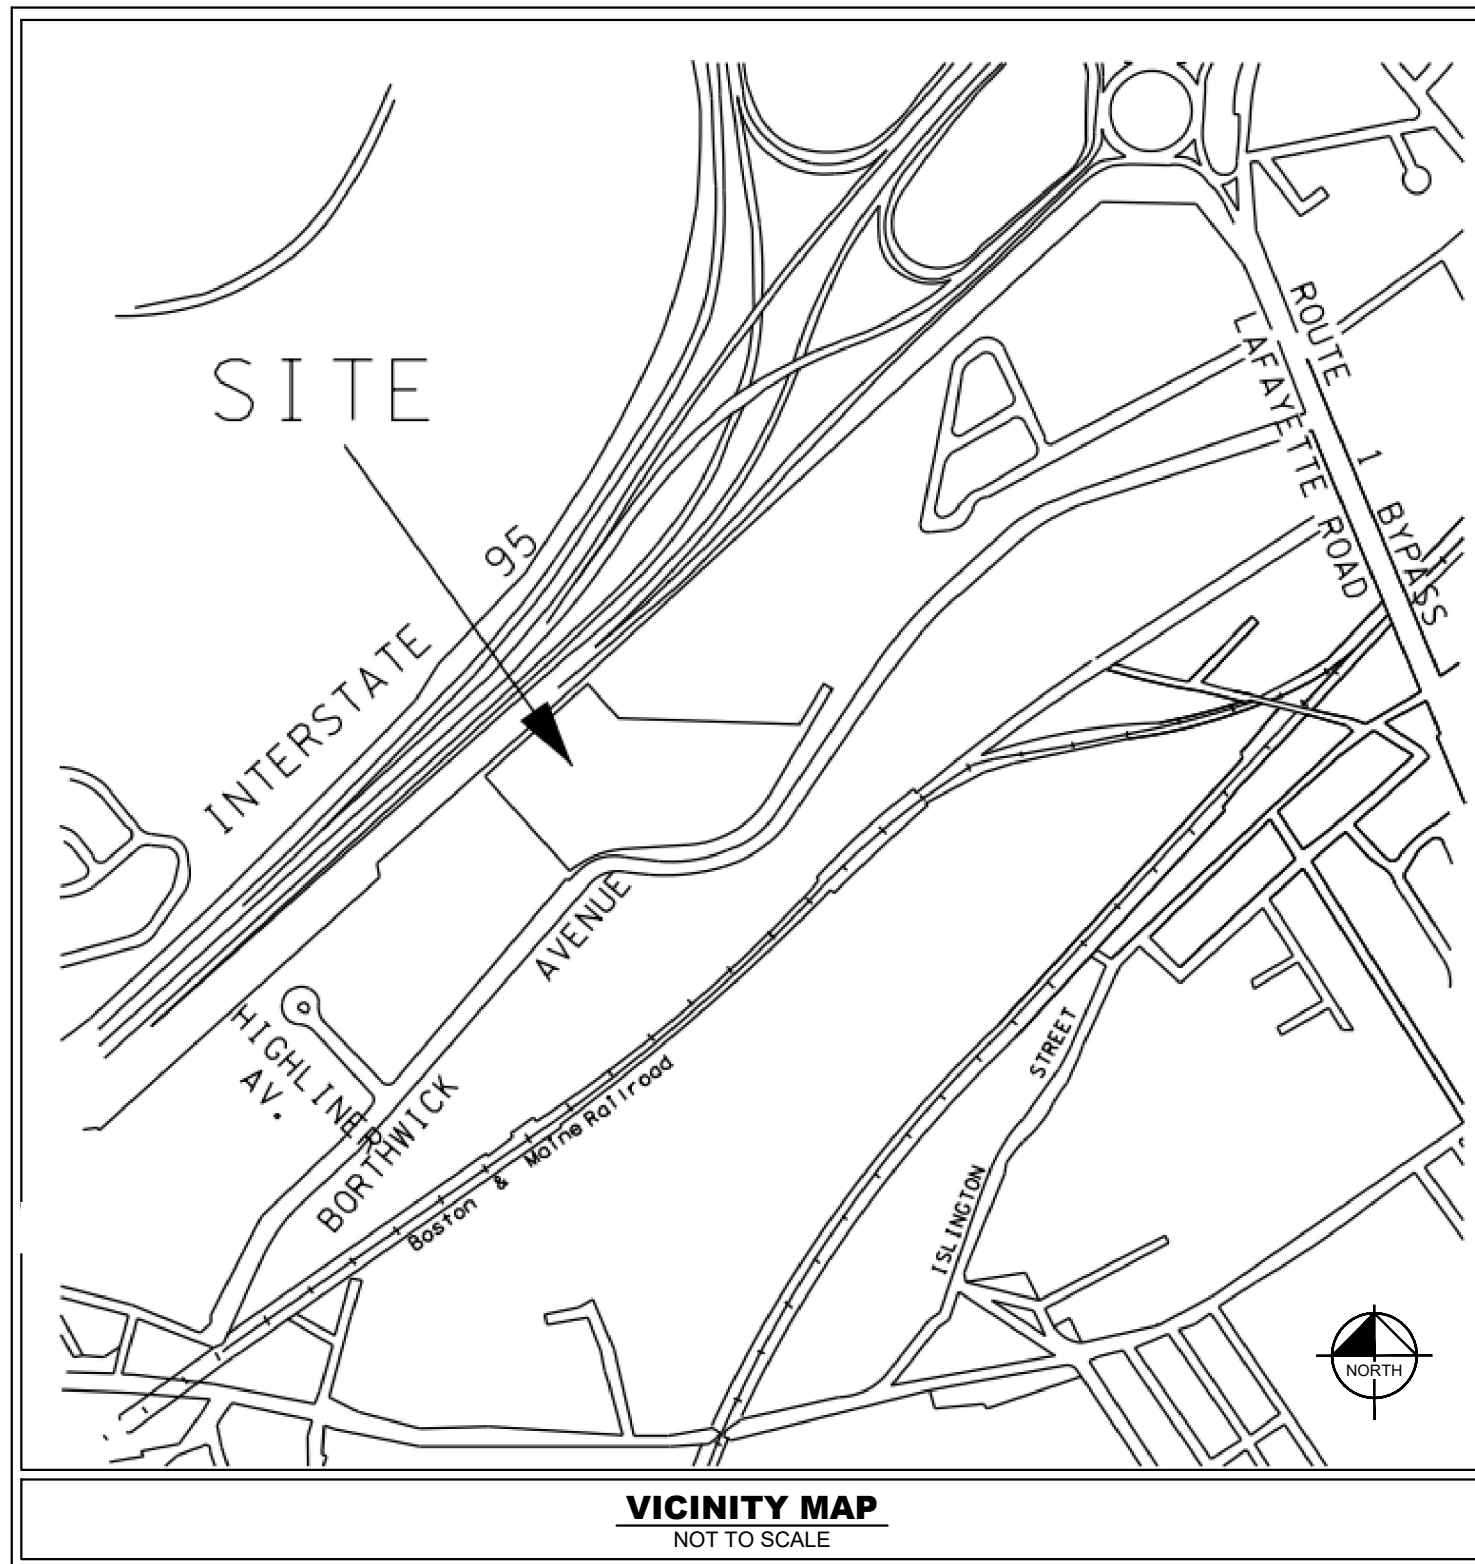 SITE
INTERSTATE 95
ROUTE 1 BYPASS
LAFAYETTE ROAD
HIGHLINER
AV.
BORTHWICK AVENUE
Boston & Maine Railroad
ISLINGTON STREET
NORTH
VICINITY MAP
NOT TO SCALE